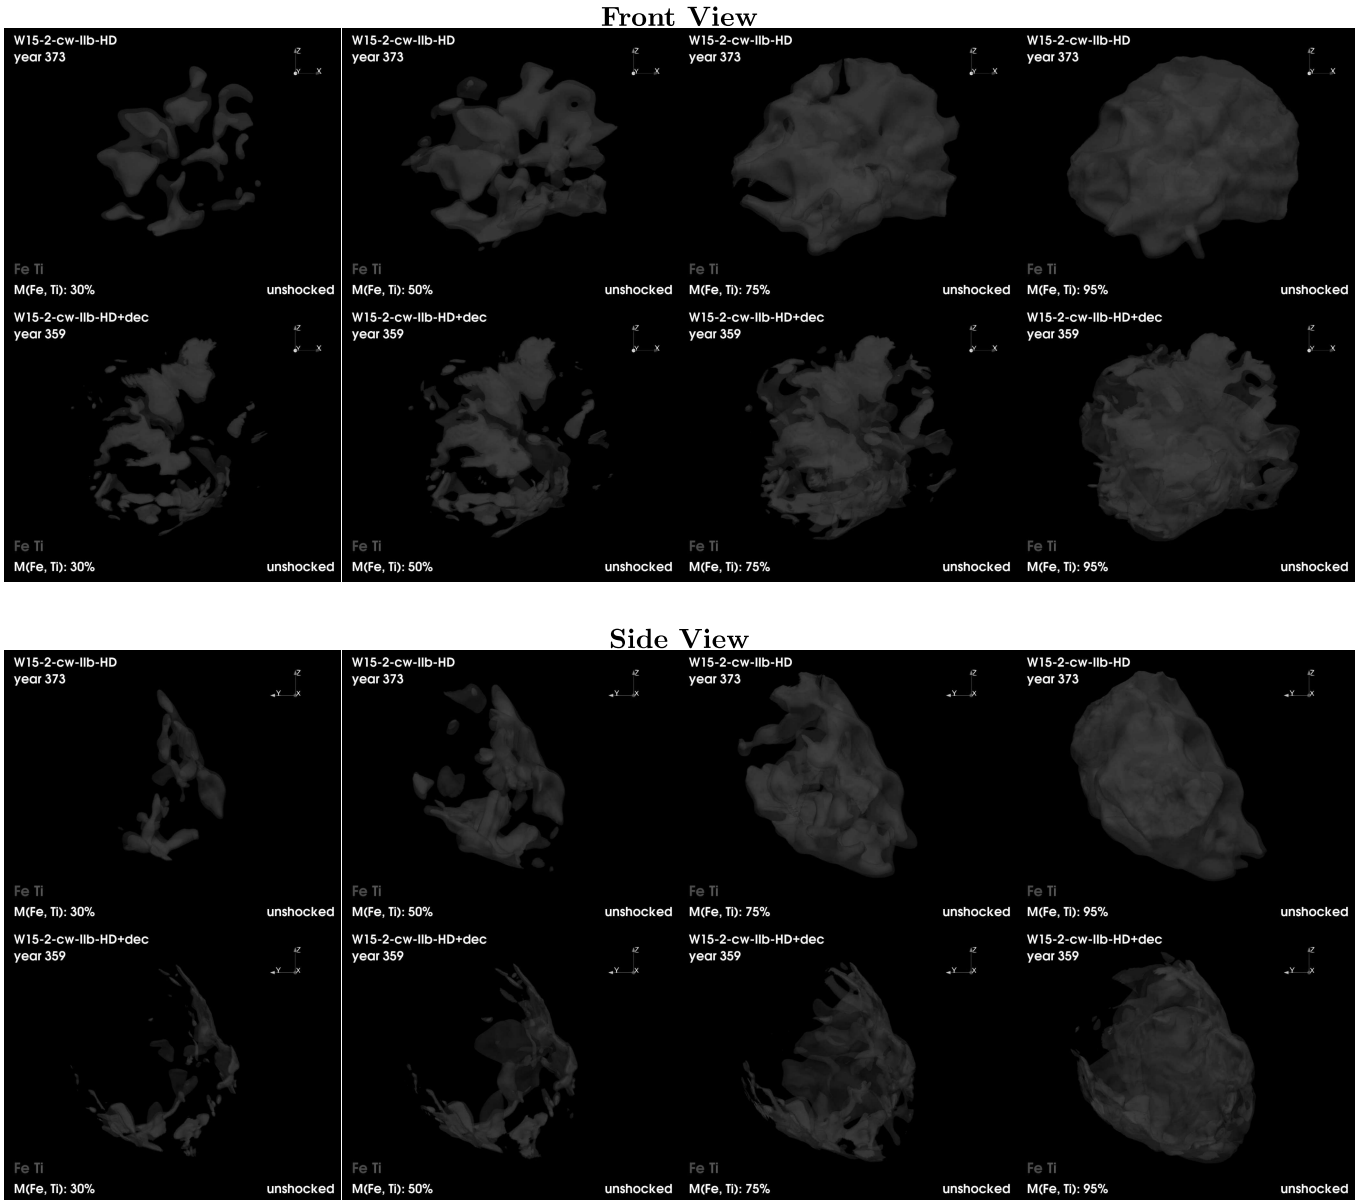 Front View
W15-2-cw-IIb-HD
year 373
Z
Y
X
Fe Ti
M(Fe, Ti): 30%
unshocked
W15-2-cw-IIb-HD
year 373
Z
Y
X
Fe Ti
M(Fe, Ti): 50%
unshocked
W15-2-cw-IIb-HD
year 373
Z
Y
X
Fe Ti
M(Fe, Ti): 75%
unshocked
W15-2-cw-IIb-HD
year 373
Z
Y
X
Fe Ti
M(Fe, Ti): 95%
unshocked
W15-2-cw-IIb-HD+dec
year 359
Z
Y
X
Fe Ti
M(Fe, Ti): 30%
unshocked
W15-2-cw-IIb-HD+dec
year 359
Z
Y
X
Fe Ti
M(Fe, Ti): 50%
unshocked
W15-2-cw-IIb-HD+dec
year 359
Z
Y
X
Fe Ti
M(Fe, Ti): 75%
unshocked
W15-2-cw-IIb-HD+dec
year 359
Z
Y
X
Fe Ti
M(Fe, Ti): 95%
unshocked
Side View
W15-2-cw-IIb-HD
year 373
Z
Y
X
Fe Ti
M(Fe, Ti): 30%
unshocked
W15-2-cw-IIb-HD
year 373
Z
Y
X
Fe Ti
M(Fe, Ti): 50%
unshocked
W15-2-cw-IIb-HD
year 373
Z
Y
X
Fe Ti
M(Fe, Ti): 75%
unshocked
W15-2-cw-IIb-HD
year 373
Z
Y
X
Fe Ti
M(Fe, Ti): 95%
unshocked
W15-2-cw-IIb-HD+dec
year 359
Z
Y
X
Fe Ti
M(Fe, Ti): 30%
unshocked
W15-2-cw-IIb-HD+dec
year 359
Z
Y
X
Fe Ti
M(Fe, Ti): 50%
unshocked
W15-2-cw-IIb-HD+dec
year 359
Z
Y
X
Fe Ti
M(Fe, Ti): 75%
unshocked
W15-2-cw-IIb-HD+dec
year 359
Z
Y
X
Fe Ti
M(Fe, Ti): 95%
unshocked